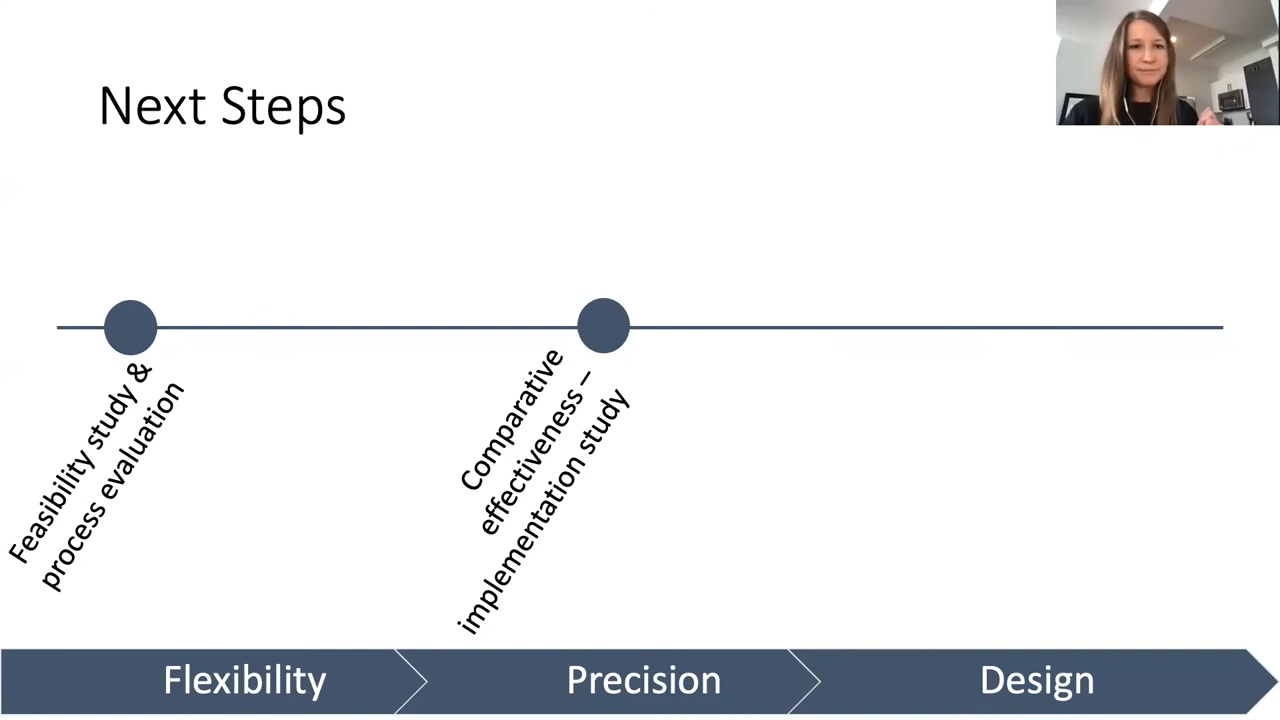 Next Steps
Feasibility study &
process evaluation
Comparative
effectiveness –
implementation study
Flexibility
Precision
Design